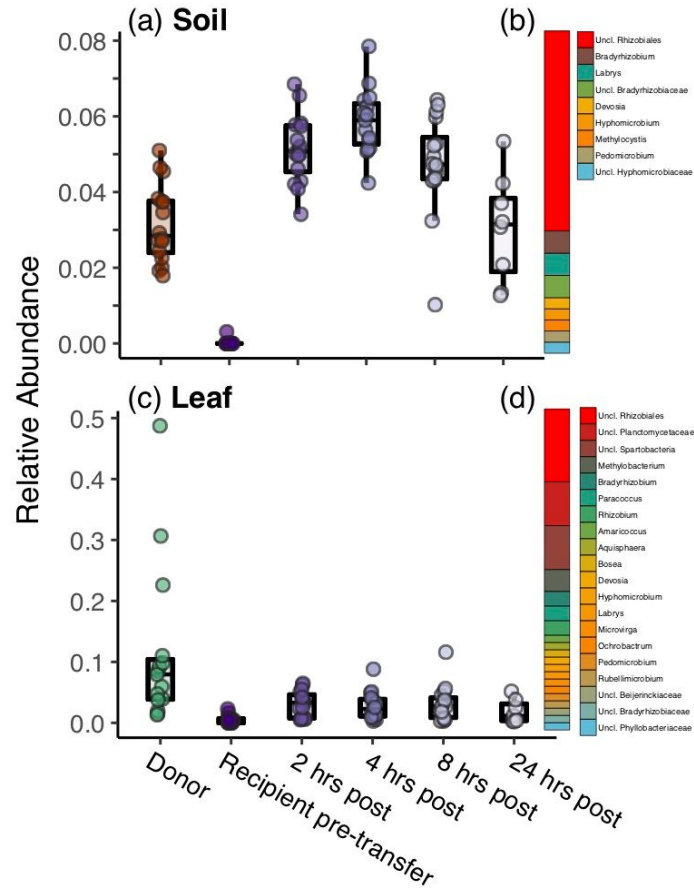 (a) Soil
(b)
0.08
0.06
0.04
0.02
0.00
Uncl. Rhizobiales
Bradyrhizobium
Labrys
Uncl. Bradyrhizobiaceae
Devosia
Hyphomicrobium
Methylocystis
Pedomicrobium
Uncl. Hyphomicrobiaceae
Relative Abundance
(c) Leaf
(d)
0.5
0.4
0.3
0.2
0.1
0.0
Uncl. Rhizobiales
Uncl. Planctomycetaceae
Uncl. Spartobacteria
Methylobacterium
Bradyrhizobium
Paracoccus
Rhizobium
Amaricoccus
Aquisphaera
Bosea
Devosia
Hyphomicrobium
Labrys
Microvirga
Ochrobactrum
Pedomicrobium
Rubellimicrobium
Uncl. Beijerinckiaceae
Uncl. Bradyrhizobiaceae
Uncl. Phyllobacteriaceae
Donor
Recipient pre-transfer
2 hrs post
4 hrs post
8 hrs post
24 hrs post